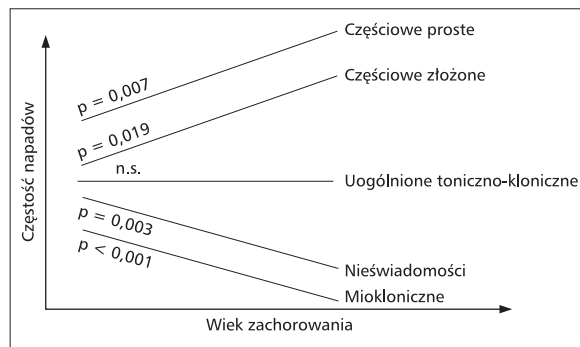 Częstość napadów
p = 0,007
Częściowe proste
p = 0,019
Częściowe złożone
n.s.
Uogólnione toniczno-kloniczne
p = 0,003
Nieświadomości
p < 0,001
Miokloniczne
Wiek zachorowania